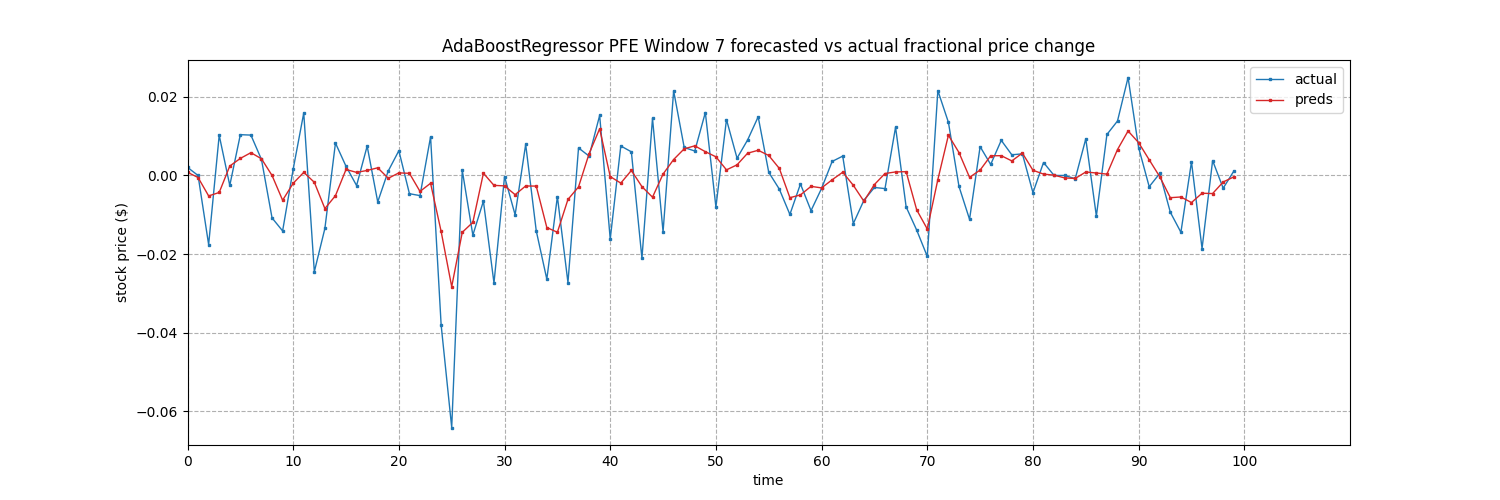 AdaBoostRegressor PFE Window 7 forecasted vs actual fractional price change
actual
preds
0.02
0.00
−0.02
−0.04
−0.06
stock price ($)
0 10 20 30 40 50 60 70 80 90 100
time